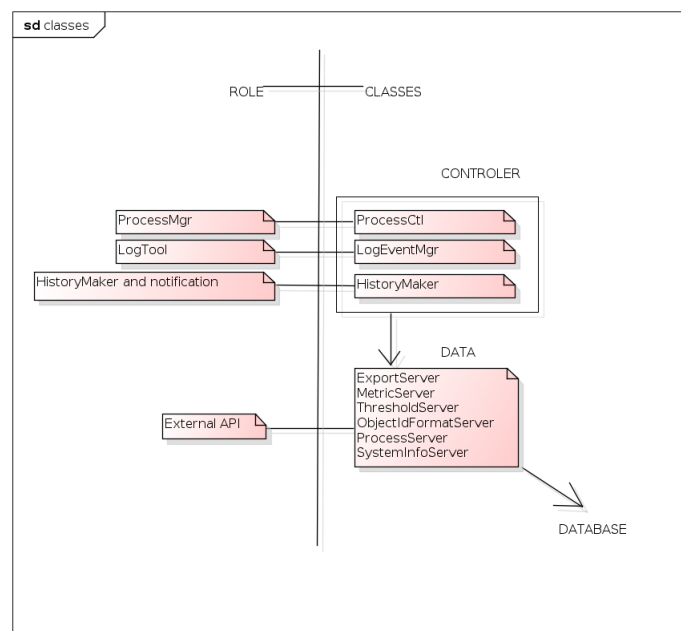 sd classes
ROLE
CLASSES
CONTROLER
ProcessMgr
ProcessCtl
LogTool
LogEventMgr
HistoryMaker and notification
HistoryMaker
DATA
ExportServer
MetricServer
ThresholdServer
ObjectIdFormatServer
ProcessServer
SystemInfoServer
External API
DATABASE